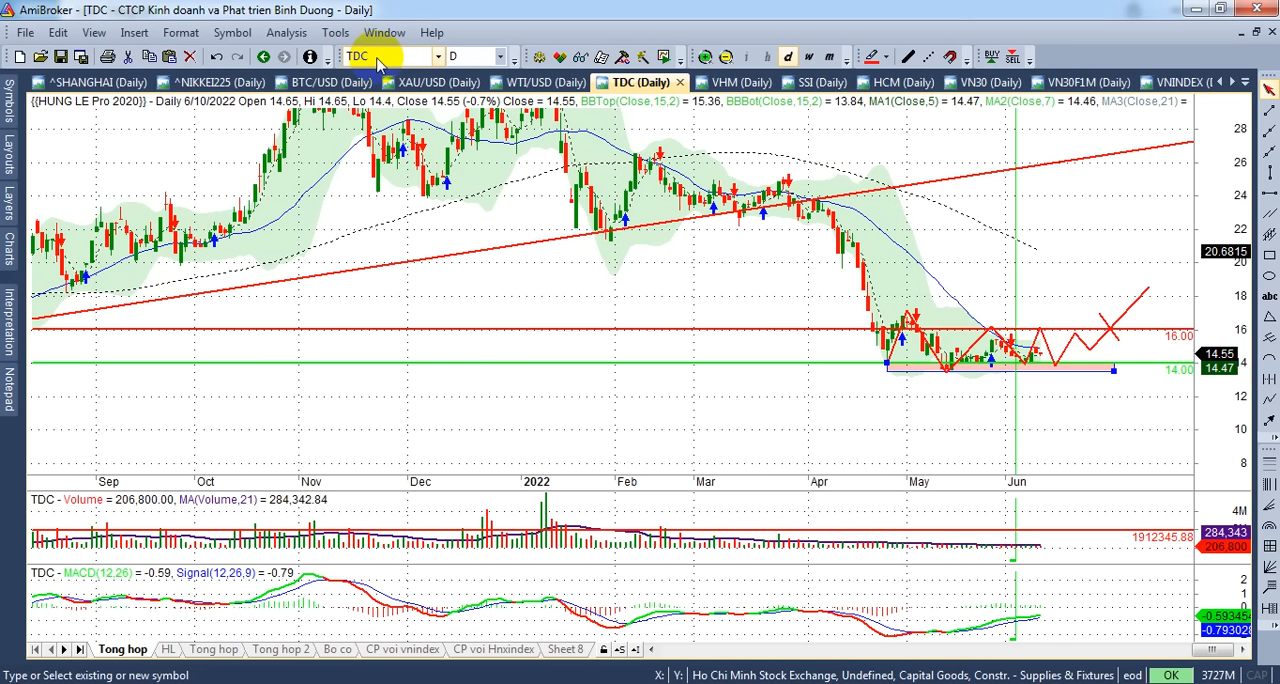 AmiBroker - [TDC - CTCP Kinh doanh va Phat trien Binh Duong - Daily]
File Edit View Insert Format Symbol Analysis Tools Window Help
TDC D i h d w m BUY SELL
^SHANGHAI (Daily) ^NIKKEI225 (Daily) BTC/USD (Daily) XAU/USD (Daily) WTI/USD (Daily) TDC (Daily) VHM (Daily) SSI (Daily) HCM (Daily) VN30 (Daily) VN30F1M (Daily) VNINDEX (D
{{HUNG LE Pro 2020}} - Daily 6/10/2022 Open 14.65, Hi 14.65, Lo 14.4, Close 14.55 (-0.7%) Close = 14.55, BBTop(Close,15,2) = 15.36, BBBot(Close,15,2) = 13.84, MA1(Close,5) = 14.47, MA2(Close,7) = 14.46, MA3(Close,21) =
Symbols
Layouts
Layers
Charts
Interpretation
Notepad
abc
28
26
24
22
20.6815
20
18
16
16.00
14.55
14.47
14
14.00
12
10
8
Sep Oct Nov Dec 2022 Feb Mar Apr May Jun
TDC - Volume = 206,800.00, MA(Volume,21) = 284,342.84
4M
284,343
1912345.88
206,800
TDC - MACD(12,26) = -0.59, Signal(12,26,9) = -0.79
2
1
0
-0.593454
-0.793028
Tong hop HL Tong hop Tong hop 2 Bo co CP voi vnindex CP voi Hnxindex Sheet 8
Type or Select existing or new symbol X: Y: Ho Chi Minh Stock Exchange, Undefined, Capital Goods, Constr. - Supplies & Fixtures eod OK 3727M CAP